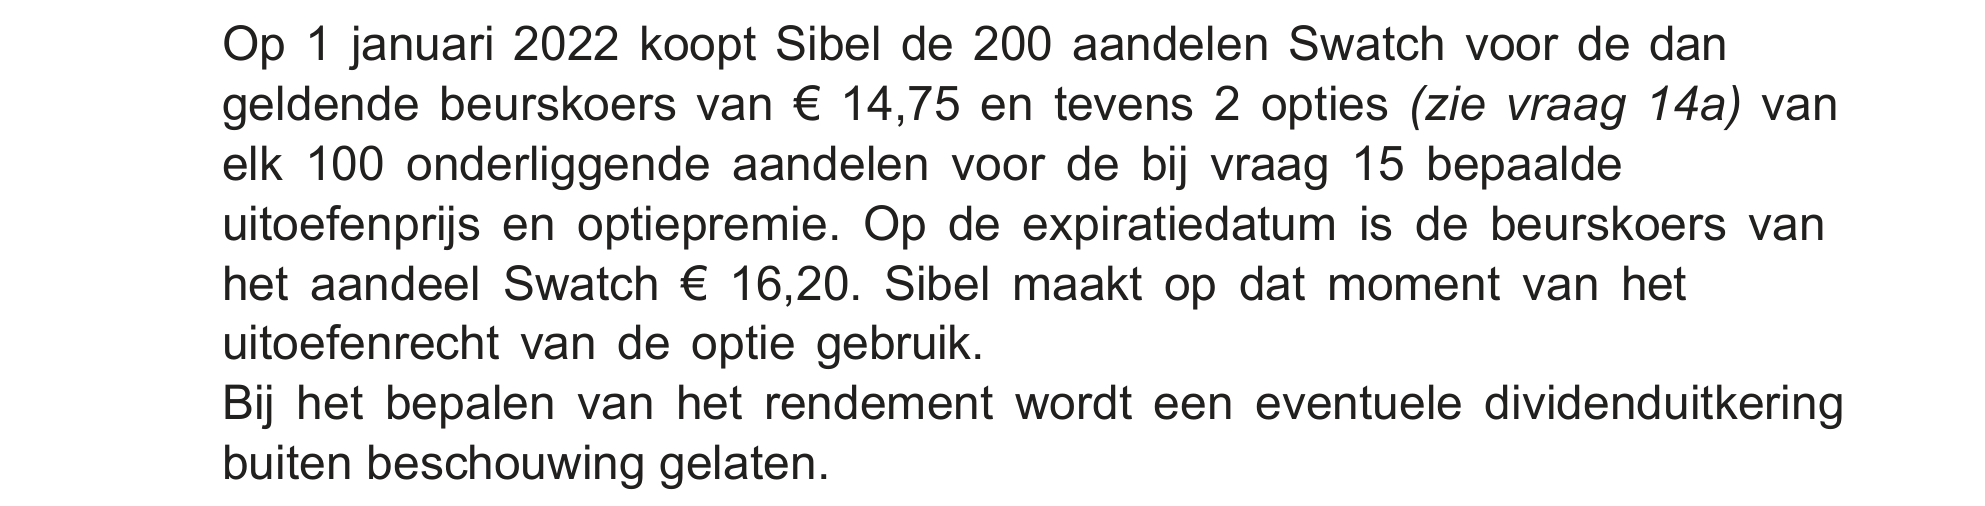 Op 1 januari 2022 koopt Sibel de 200 aandelen Swatch voor de dan
geldende beurskoers van € 14,75 en tevens 2 opties (zie vraag 14a) van
elk 100 onderliggende aandelen voor de bij vraag 15 bepaalde
uitoefenprijs en optiepremie. Op de expiratiedatum is de beurskoers van
het aandeel Swatch € 16,20. Sibel maakt op dat moment van het
uitoefenrecht van de optie gebruik.
Bij het bepalen van het rendement wordt een eventuele dividenduitkering
buiten beschouwing gelaten.